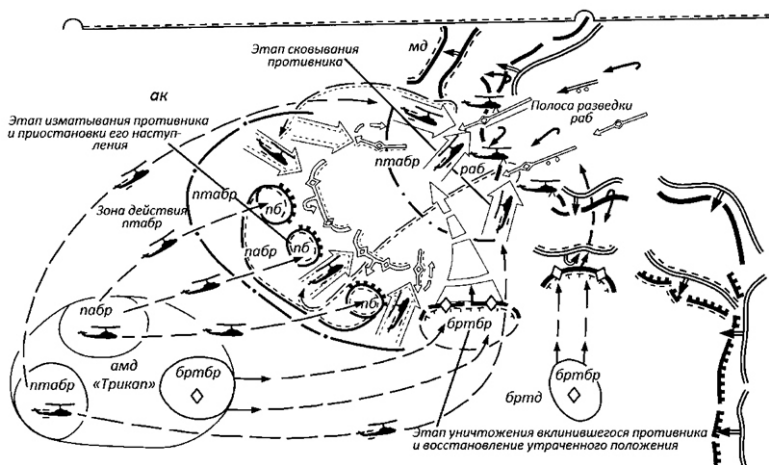 Этап сковывания
противника
мд
ак
Этап изматывания противника
и приостановки его наступ-
ления
Полоса разведки
раб
птабр
раб
птабр
Зона действия
птабр
пб
пб
пабр
пб
пабр
бртбр
амд
«Трикап»
бртбр
птабр
бртд
бртбр
Этап уничтожения вклинившегося противника
и восстановление утраченного положения